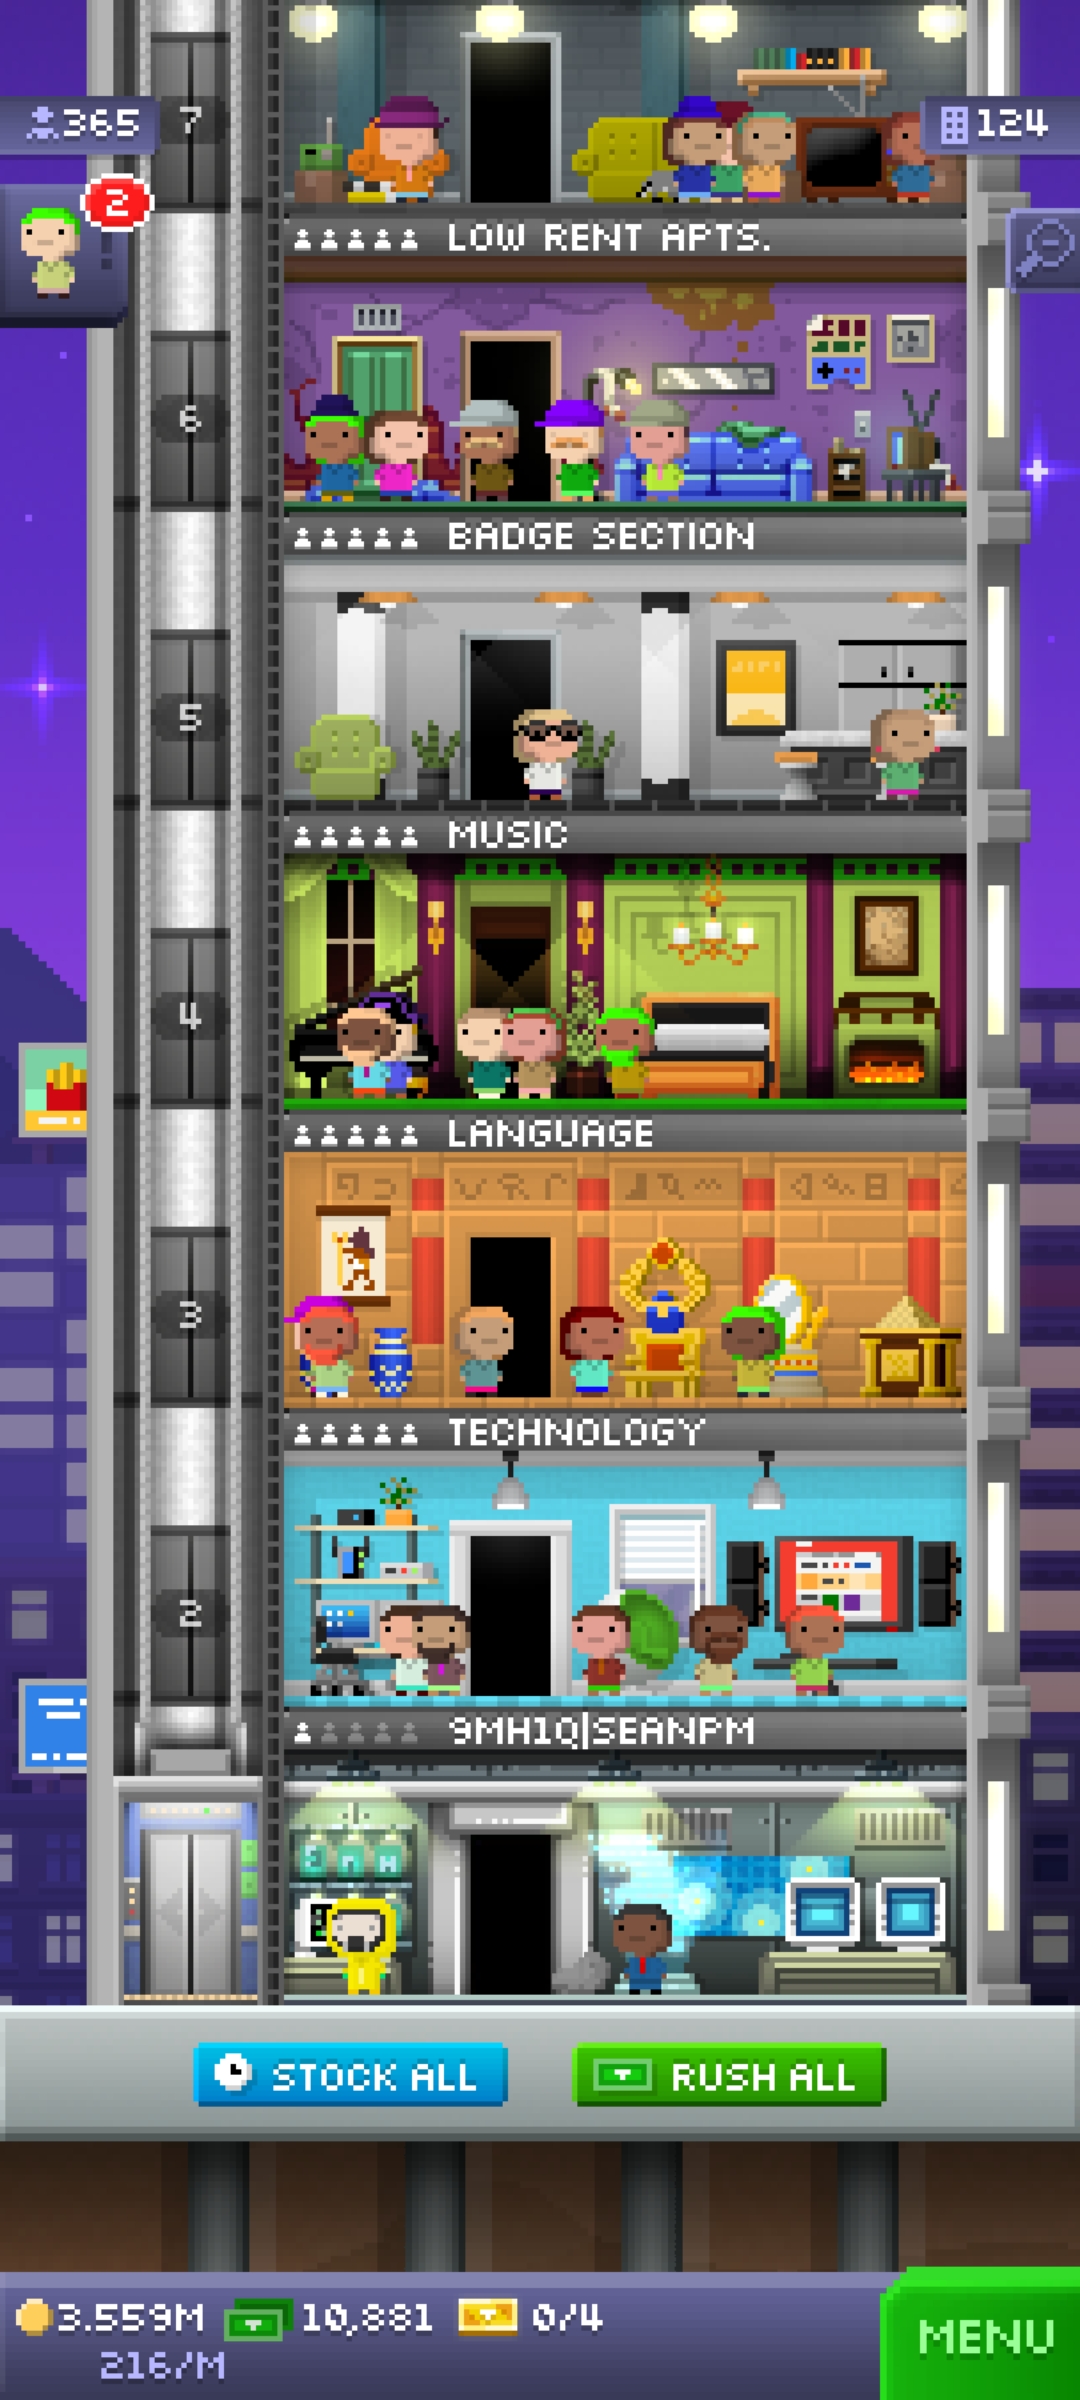 7
365
124
2
LOW RENT APTS.
6
BADGE SECTION
5
MUSIC
4
LANGUAGE
3
TECHNOLOGY
2
9MH1Q|SEANPM
STOCK ALL
RUSH ALL
3.559M
10,881
0/4
216/M
MENU